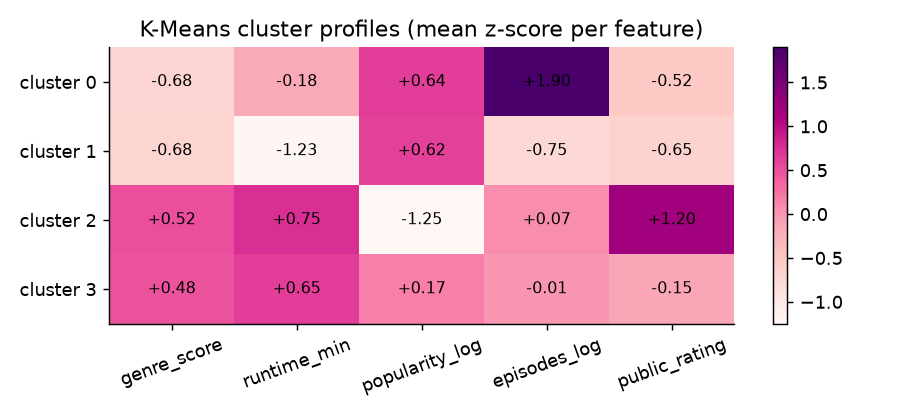 K-Means cluster profiles (mean z-score per feature)
cluster 0 -0.68 -0.18 +0.64 +1.90 -0.52
cluster 1 -0.68 -1.23 +0.62 -0.75 -0.65
cluster 2 +0.52 +0.75 -1.25 +0.07 +1.20
cluster 3 +0.48 +0.65 +0.17 -0.01 -0.15
genre_score runtime_min popularity_log episodes_log public_rating
1.5
1.0
0.5
0.0
−0.5
−1.0